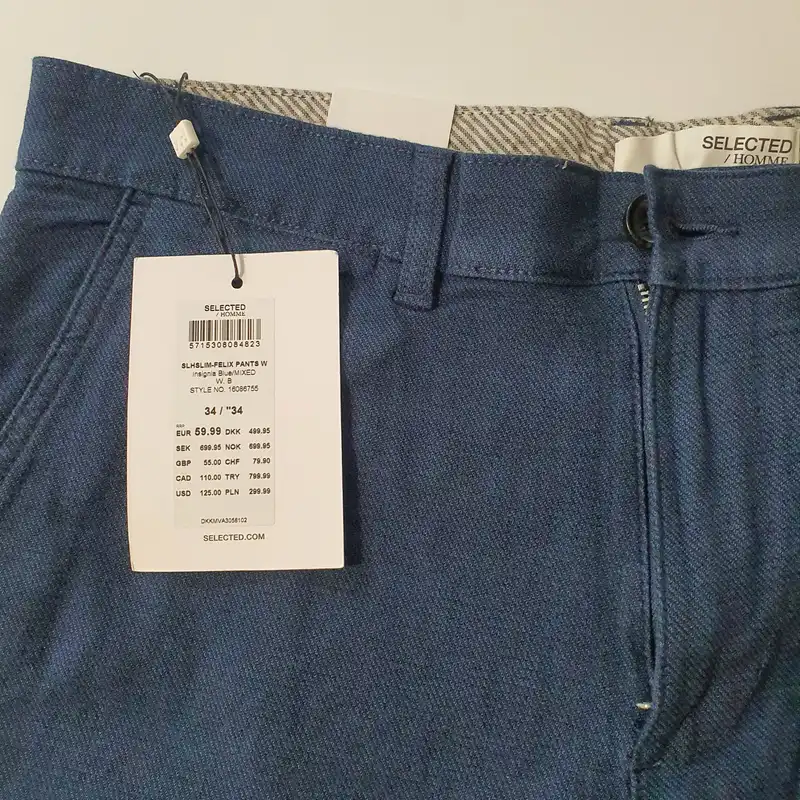 SELECTED
/ HOMME
SELECTED
/ HOMME
5715308084823
SLHSLIM-FELIX PANTS W
Insignia Blue/MIXED
W. B
STYLE NO. 16086755
34 / "34
EUR 59.99 DKK 499.95
SEK 699.95 NOK 699.95
GBP 55.00 CHF 79.90
CAD 110.00 TRY 799.99
USD 125.00 PLN 299.99
DKKMVA3058102
SELECTED.COM